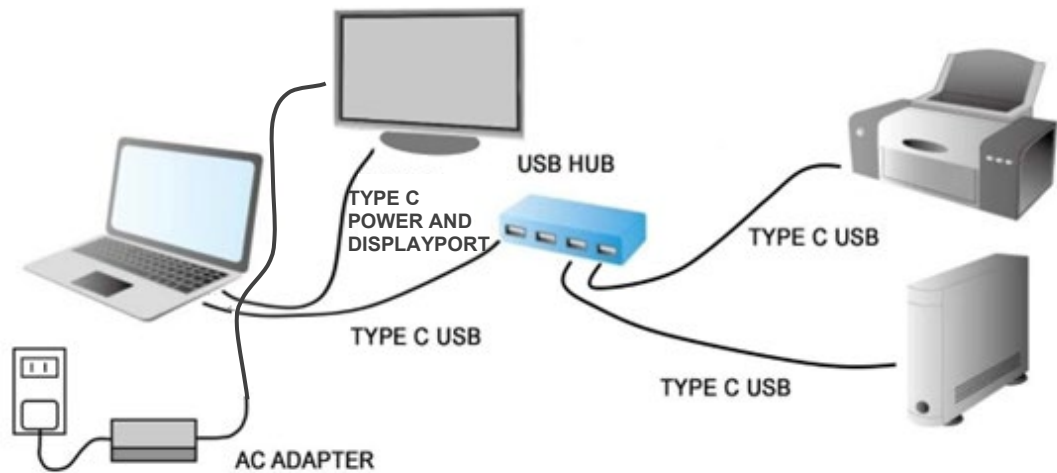 USB HUB
TYPE C
POWER AND
DISPLAYPORT
TYPE C USB
TYPE C USB
TYPE C USB
AC ADAPTER